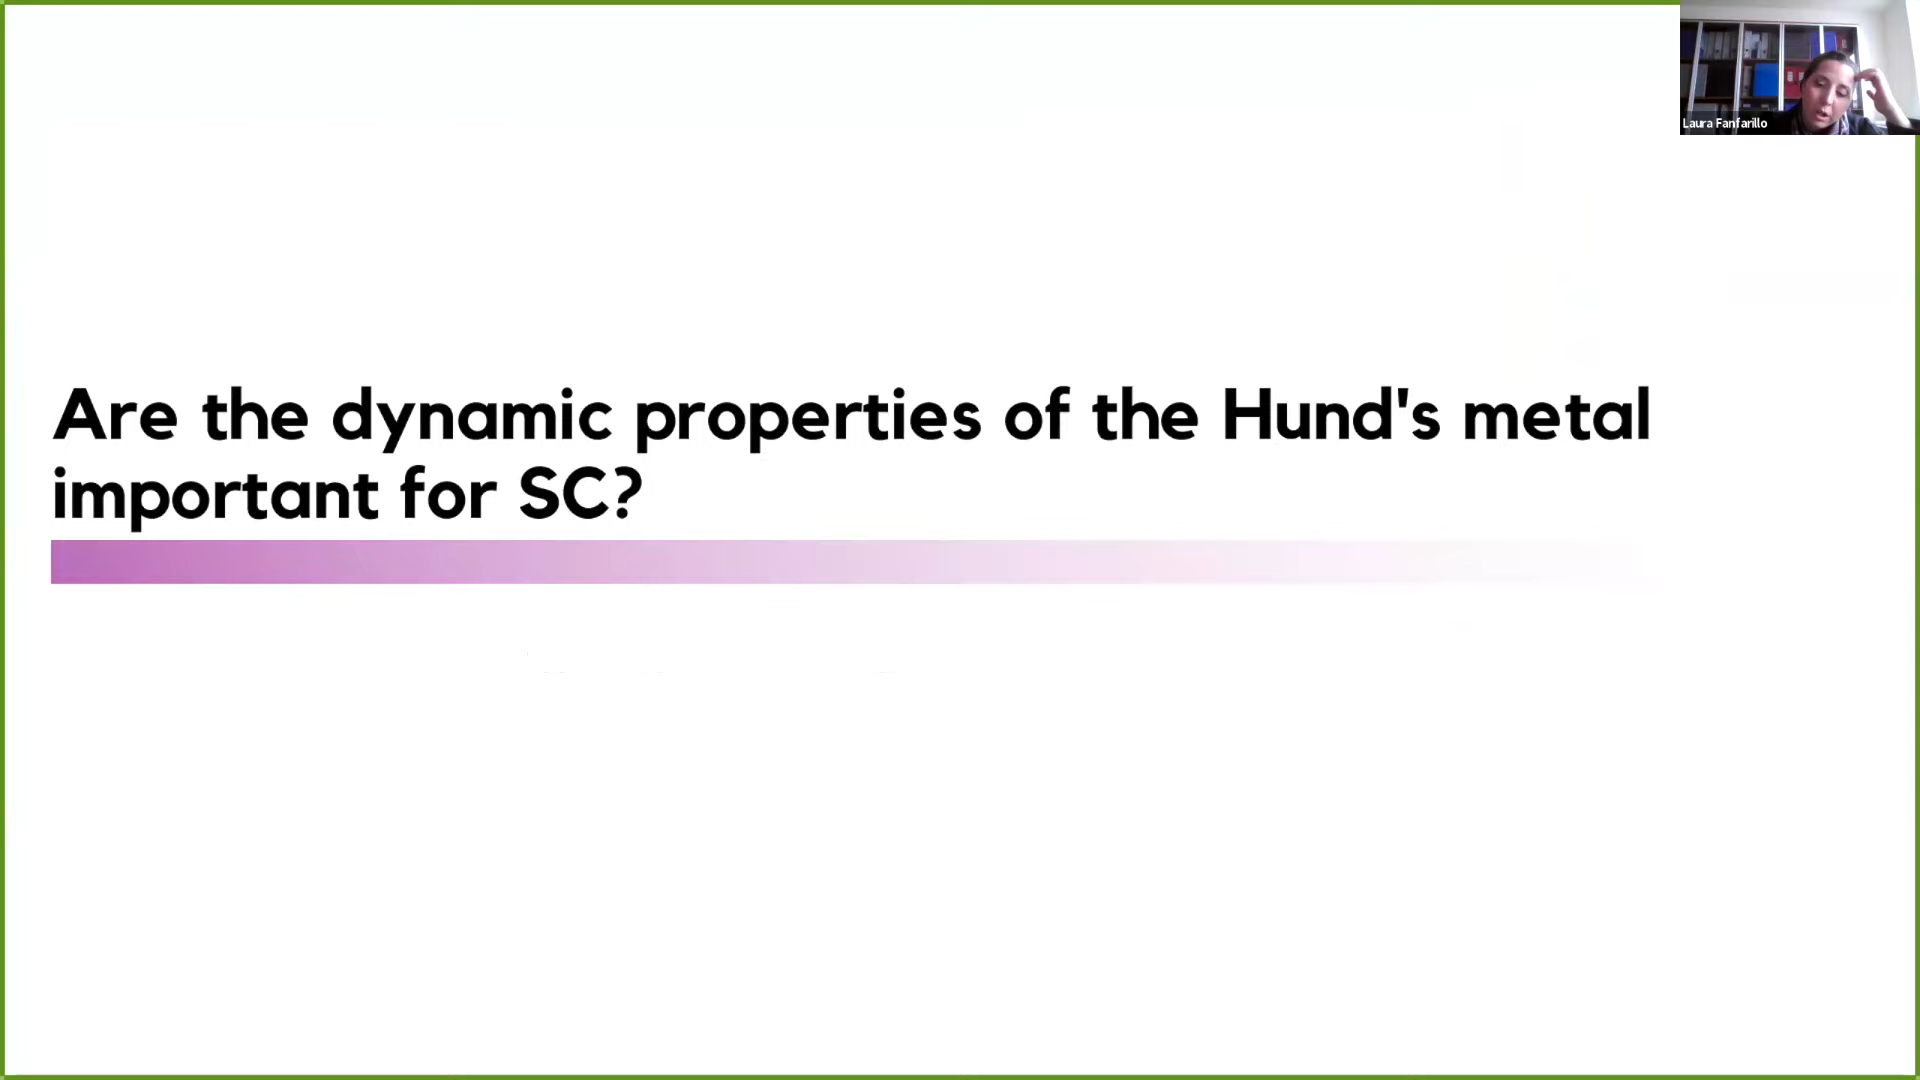 Laura Fanfarillo
Are the dynamic properties of the Hund's metal
important for SC?